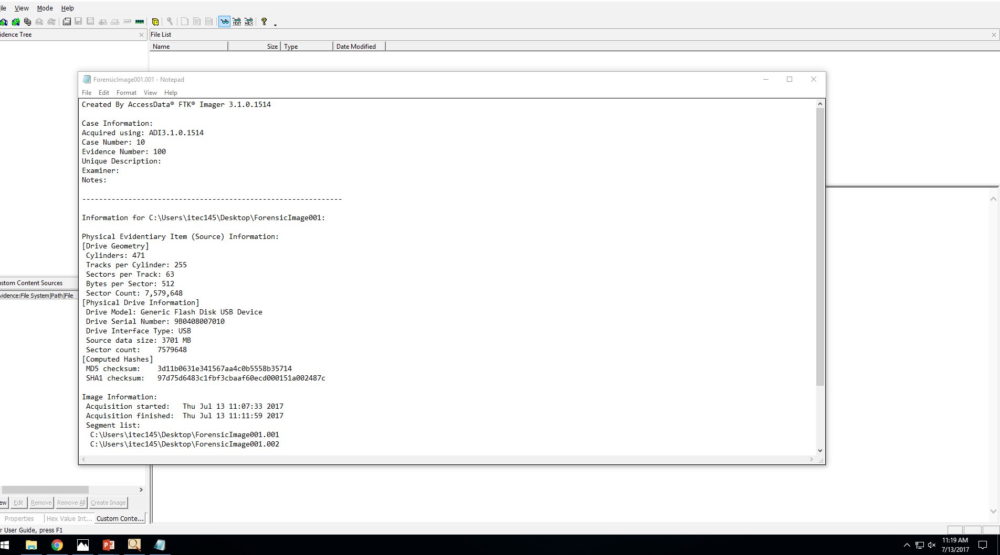 ile View Mode Help
TEXT HEX ?
idence Tree
File List
Name Size Type Date Modified
ForensicImage001.001 - Notepad
File Edit Format View Help
Created By AccessData® FTK® Imager 3.1.0.1514
Case Information:
Acquired using: ADI3.1.0.1514
Case Number: 10
Evidence Number: 100
Unique Description:
Examiner:
Notes:
--------------------------------------------------------------
Information for C:\Users\itec145\Desktop\ForensicImage001:
Physical Evidentiary Item (Source) Information:
[Drive Geometry]
Cylinders: 471
Tracks per Cylinder: 255
Sectors per Track: 63
Bytes per Sector: 512
Sector Count: 7,579,648
[Physical Drive Information]
Drive Model: Generic Flash Disk USB Device
Drive Serial Number: 9B0408007010
Drive Interface Type: USB
Source data size: 3701 MB
Sector count:    7579648
[Computed Hashes]
MD5 checksum:    3d11b0631e341567aa4c0b5558b35714
SHA1 checksum:   97d75d6483c1fbf3cbaaf60ecd000151a002487c
Image Information:
Acquisition started:   Thu Jul 13 11:07:33 2017
Acquisition finished:  Thu Jul 13 11:11:59 2017
Segment list:
C:\Users\itec145\Desktop\ForensicImage001.001
C:\Users\itec145\Desktop\ForensicImage001.002
ustom Content Sources
vidence:File System|Path|File
ew Edit Remove Remove All Create Image
Properties Hex Value Int... Custom Conte...
r User Guide, press F1
11:19 AM
7/13/2017